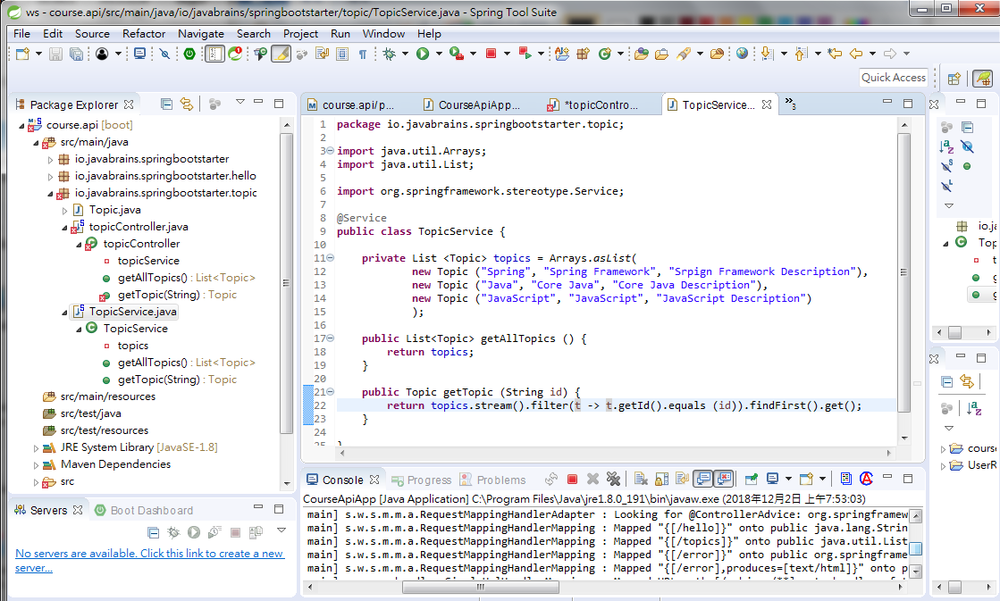 ws - course.api/src/main/java/io/javabrains/springbootstarter/topic/TopicService.java - Spring Tool Suite
File Edit Source Refactor Navigate Search Project Run Window Help
Quick Access
Package Explorer
course.api [boot]
src/main/java
io.javabrains.springbootstarter
io.javabrains.springbootstarter.hello
io.javabrains.springbootstarter.topic
Topic.java
topicController.java
topicController
topicService
getAllTopics() : List<Topic>
getTopic(String) : Topic
TopicService.java
TopicService
topics
getAllTopics() : List<Topic>
getTopic(String) : Topic
src/main/resources
src/test/java
src/test/resources
JRE System Library [JavaSE-1.8]
Maven Dependencies
src
Servers Boot Dashboard
No servers are available. Click this link to create a new
server...
course.api/p... CourseApiApp... *topicContro... TopicService... »3
1 package io.javabrains.springbootstarter.topic;
2
3 import java.util.Arrays;
4 import java.util.List;
5
6 import org.springframework.stereotype.Service;
7
8 @Service
9 public class TopicService {
10
11 private List <Topic> topics = Arrays.asList(
12 new Topic ("Spring", "Spring Framework", "Srpign Framework Description"),
13 new Topic ("Java", "Core Java", "Core Java Description"),
14 new Topic ("JavaScript", "JavaScript", "JavaScript Description")
15 );
16
17 public List<Topic> getAllTopics () {
18 return topics;
19 }
20
21 public Topic getTopic (String id) {
22 return topics.stream().filter(t -> t.getId().equals (id)).findFirst().get();
23 }
24
25 }
Console Progress Problems
CourseApiApp [Java Application] C:\Program Files\Java\jre1.8.0_191\bin\javaw.exe (2018年12月2日 上午7:53:03)
main] s.w.s.m.m.a.RequestMappingHandlerAdapter : Looking for @ControllerAdvice: org.springframew
main] s.w.s.m.m.a.RequestMappingHandlerMapping : Mapped "{[/hello]}" onto public java.lang.Strin
main] s.w.s.m.m.a.RequestMappingHandlerMapping : Mapped "{[/topics]}" onto public java.util.List
main] s.w.s.m.m.a.RequestMappingHandlerMapping : Mapped "{[/error]}" onto public org.springframe
main] s.w.s.m.m.a.RequestMappingHandlerMapping : Mapped "{[/error],produces=[text/html]}" onto p
io.ja
Top
cours
UserR